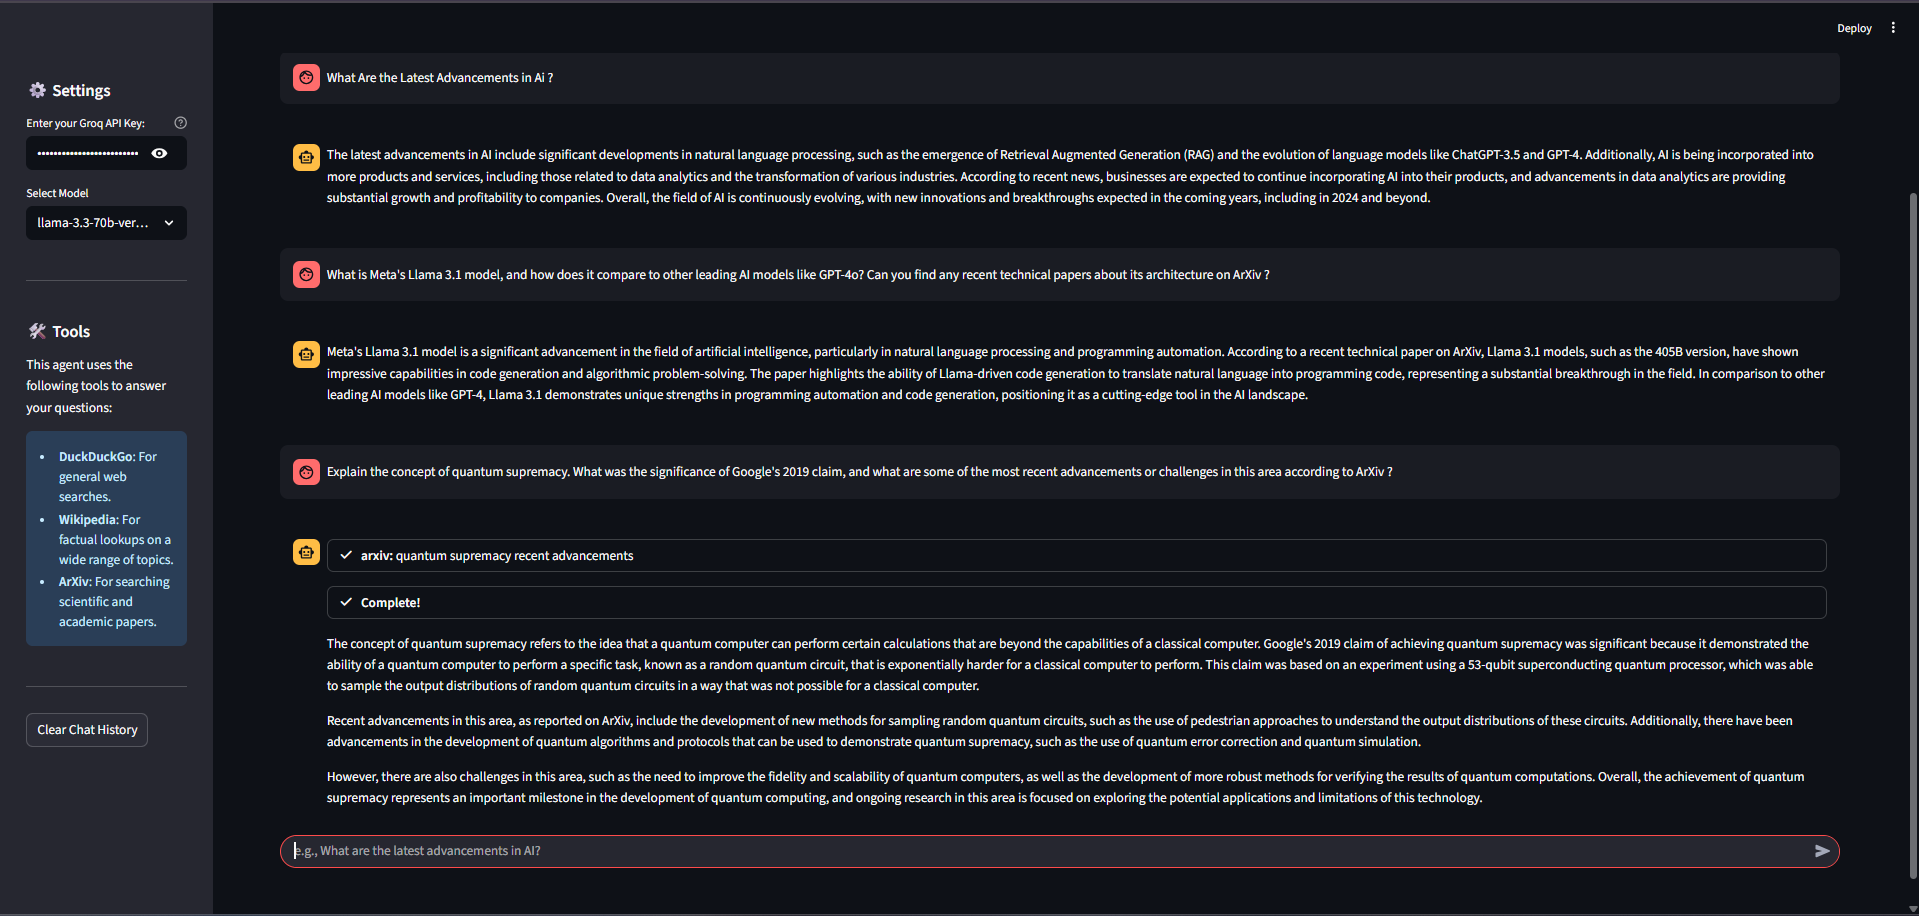 Deploy
Settings
Enter your Groq API Key:
Select Model
llama-3.3-70b-ver...
Tools
This agent uses the
following tools to answer
your questions:
• DuckDuckGo: For
general web
searches.
• Wikipedia: For
factual lookups on a
wide range of topics.
• ArXiv: For searching
scientific and
academic papers.
Clear Chat History
What Are the Latest Advancements in Ai ?
The latest advancements in AI include significant developments in natural language processing, such as the emergence of Retrieval Augmented Generation (RAG) and the evolution of language models like ChatGPT-3.5 and GPT-4. Additionally, AI is being incorporated into
more products and services, including those related to data analytics and the transformation of various industries. According to recent news, businesses are expected to continue incorporating AI into their products, and advancements in data analytics are providing
substantial growth and profitability to companies. Overall, the field of AI is continuously evolving, with new innovations and breakthroughs expected in the coming years, including in 2024 and beyond.
What is Meta's Llama 3.1 model, and how does it compare to other leading AI models like GPT-4o? Can you find any recent technical papers about its architecture on ArXiv ?
Meta's Llama 3.1 model is a significant advancement in the field of artificial intelligence, particularly in natural language processing and programming automation. According to a recent technical paper on ArXiv, Llama 3.1 models, such as the 405B version, have shown
impressive capabilities in code generation and algorithmic problem-solving. The paper highlights the ability of Llama-driven code generation to translate natural language into programming code, representing a substantial breakthrough in the field. In comparison to other
leading AI models like GPT-4, Llama 3.1 demonstrates unique strengths in programming automation and code generation, positioning it as a cutting-edge tool in the AI landscape.
Explain the concept of quantum supremacy. What was the significance of Google's 2019 claim, and what are some of the most recent advancements or challenges in this area according to ArXiv ?
arxiv: quantum supremacy recent advancements
Complete!
The concept of quantum supremacy refers to the idea that a quantum computer can perform certain calculations that are beyond the capabilities of a classical computer. Google's 2019 claim of achieving quantum supremacy was significant because it demonstrated the
ability of a quantum computer to perform a specific task, known as a random quantum circuit, that is exponentially harder for a classical computer to perform. This claim was based on an experiment using a 53-qubit superconducting quantum processor, which was able
to sample the output distributions of random quantum circuits in a way that was not possible for a classical computer.
Recent advancements in this area, as reported on ArXiv, include the development of new methods for sampling random quantum circuits, such as the use of pedestrian approaches to understand the output distributions of these circuits. Additionally, there have been
advancements in the development of quantum algorithms and protocols that can be used to demonstrate quantum supremacy, such as the use of quantum error correction and quantum simulation.
However, there are also challenges in this area, such as the need to improve the fidelity and scalability of quantum computers, as well as the development of more robust methods for verifying the results of quantum computations. Overall, the achievement of quantum
supremacy represents an important milestone in the development of quantum computing, and ongoing research in this area is focused on exploring the potential applications and limitations of this technology.
e.g., What are the latest advancements in AI?